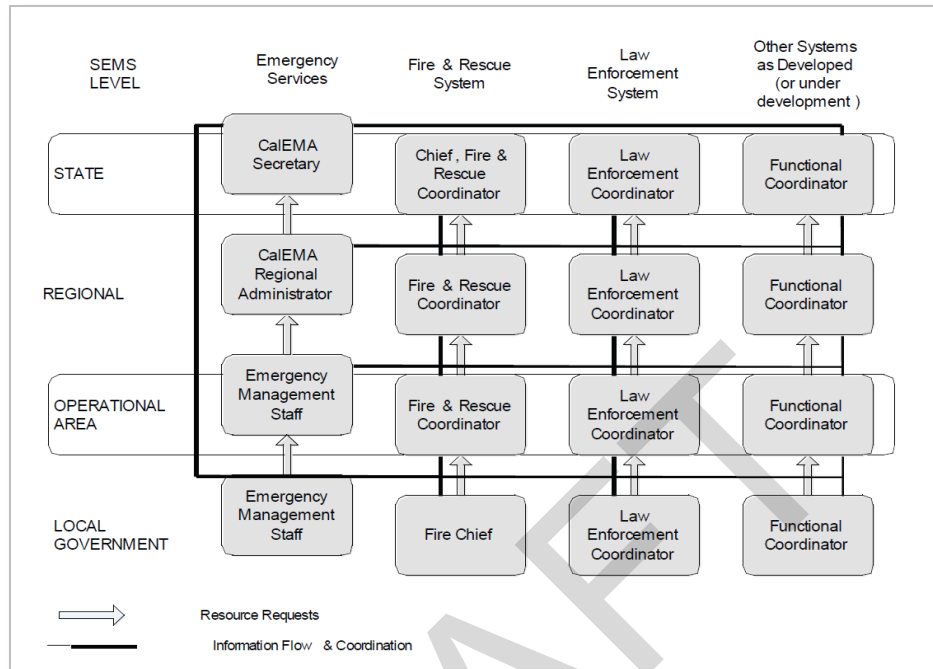 SEMS
LEVEL
Emergency
Services
Fire & Rescue
System
Law
Enforcement System
Other Systems
as Developed
(or under
development )
STATE
CalEMA
Secretary
Chief , Fire &
Rescue
Coordinator
Law
Enforcement
Coordinator
Functional
Coordinator
REGIONAL
CalEMA
Regional
Administrator
Fire & Rescue
Coordinator
Law
Enforcement
Coordinator
Functional
Coordinator
OPERATIONAL
AREA
Emergency
Management
Staff
Fire & Rescue
Coordinator
Law
Enforcement
Coordinator
Functional
Coordinator
LOCAL
GOVERNMENT
Emergency
Management
Staff
Fire Chief
Law
Enforcement
Coordinator
Functional
Coordinator
Resource Requests
Information Flow & Coordination